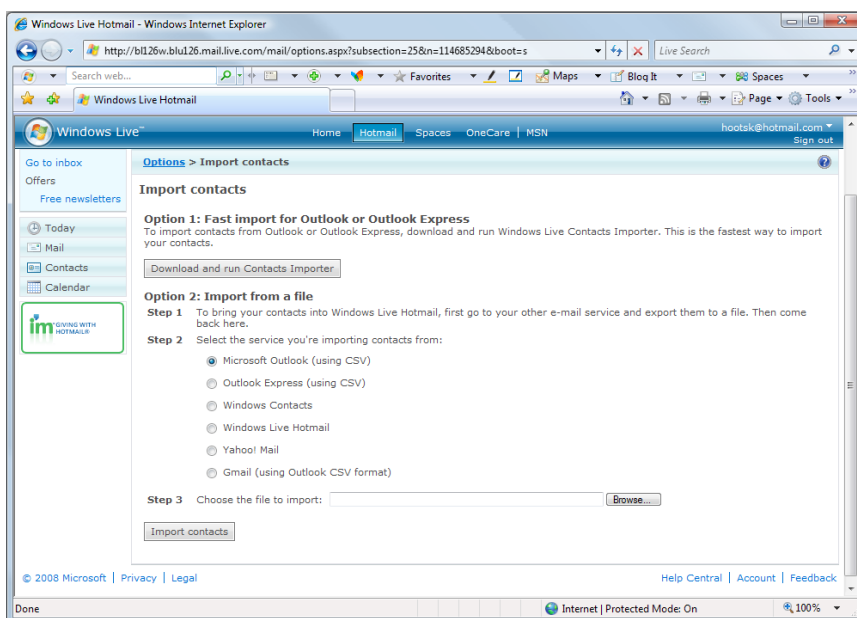 Windows Live Hotmail - Windows Internet Explorer
http://bl126w.blu126.mail.live.com/mail/options.aspx?subsection=25&n=114685294&boot=s
Live Search
Search web...
Favorites
Maps
Blog It
Spaces
Windows Live Hotmail
Page
Tools
Windows Live™
Home
Hotmail
Spaces
OneCare
MSN
hootsk@hotmail.com
Sign out
Go to inbox
Offers
Free newsletters
Today
Mail
Contacts
Calendar
i'm GIVING WITH
HOTMAIL®
Options > Import contacts
Import contacts
Option 1: Fast import for Outlook or Outlook Express
To import contacts from Outlook or Outlook Express, download and run Windows Live Contacts Importer. This is the fastest way to import
your contacts.
Download and run Contacts Importer
Option 2: Import from a file
Step 1 To bring your contacts into Windows Live Hotmail, first go to your other e-mail service and export them to a file. Then come
back here.
Step 2 Select the service you're importing contacts from:
Microsoft Outlook (using CSV)
Outlook Express (using CSV)
Windows Contacts
Windows Live Hotmail
Yahoo! Mail
Gmail (using Outlook CSV format)
Step 3 Choose the file to import: Browse...
Import contacts
© 2008 Microsoft | Privacy | Legal
Help Central | Account | Feedback
Done
Internet | Protected Mode: On
100%